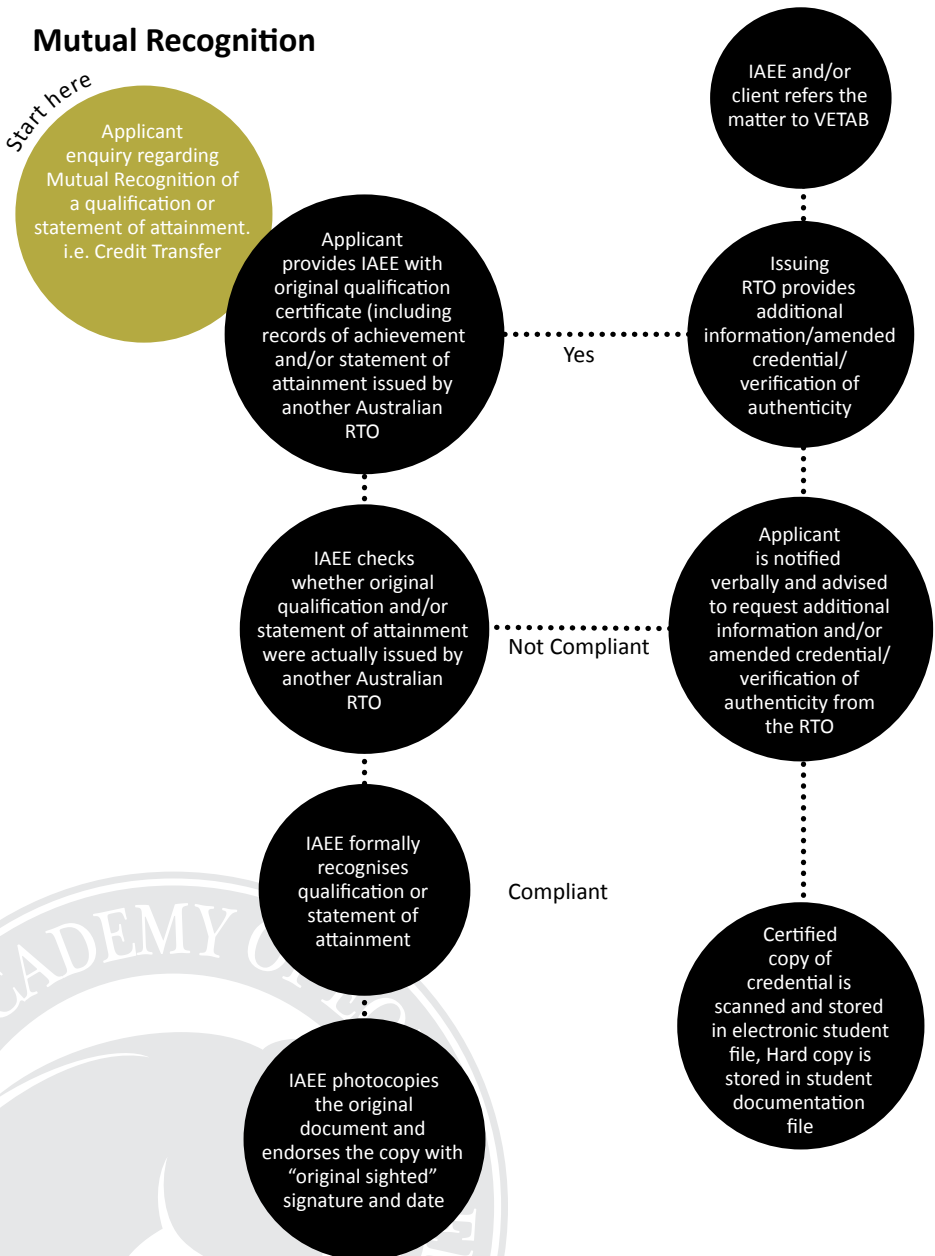 Mutual Recognition
Start here
Applicant
enquiry regarding
Mutual Recognition of
a qualification or
statement of attainment.
i.e. Credit Transfer
Applicant
provides IAEE with
original qualification
certificate (including
records of achievement
and/or statement of
attainment issued by
another Australian
RTO
Yes
IAEE and/or
client refers the
matter to VETAB
Issuing
RTO provides
additional
information/amended
credential/
verification of
authenticity
IAEE checks
whether original
qualification and/or
statement of attainment
were actually issued by
another Australian
RTO
Not Compliant
Applicant
is notified
verbally and advised
to request additional
information and/or
amended credential/
verification of
authenticity from
the RTO
IAEE formally
recognises
qualification or
statement of
attainment
Compliant
Certified
copy of
credential is
scanned and stored
in electronic student
file, Hard copy is
stored in student
documentation
file
IAEE photocopies
the original
document and
endorses the copy with
“original sighted”
signature and date